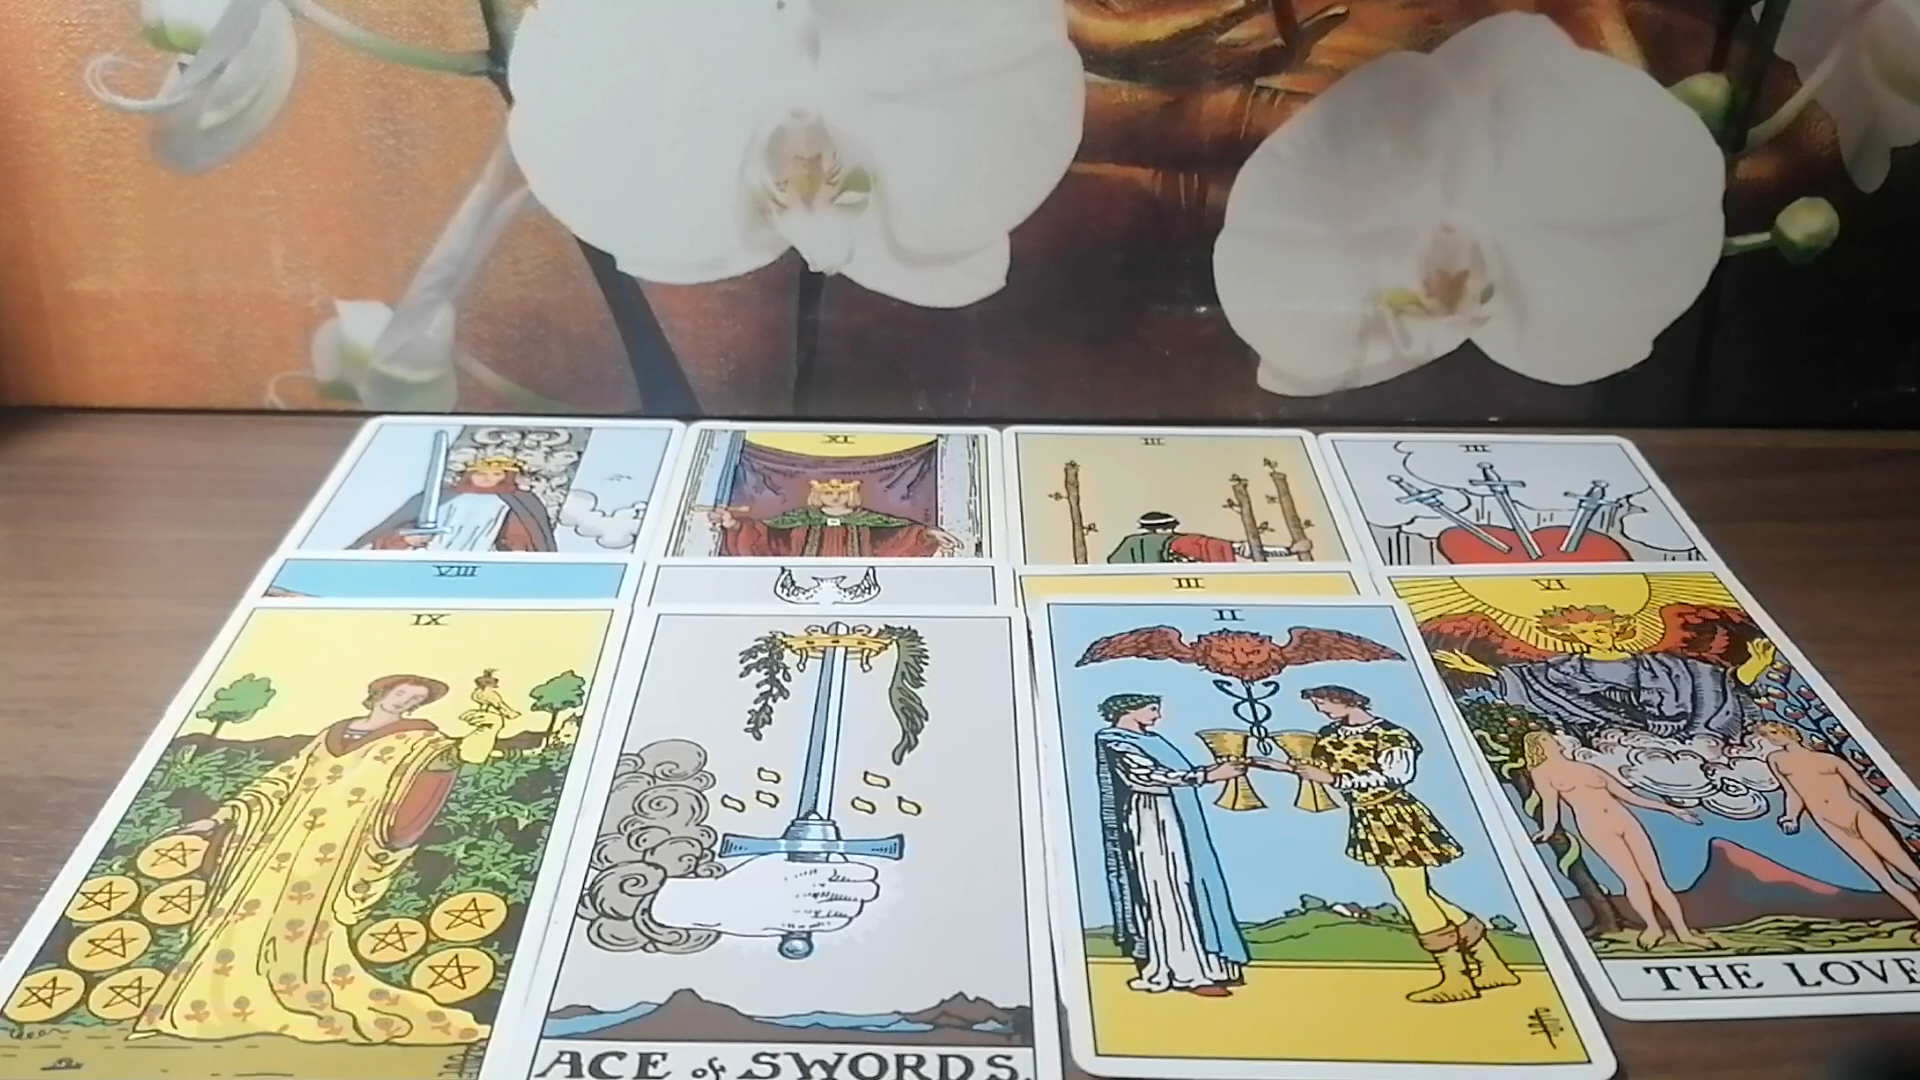 XI
III
III
VIII
III
VI
IX
II
ACE of SWORDS.
THE LOVE